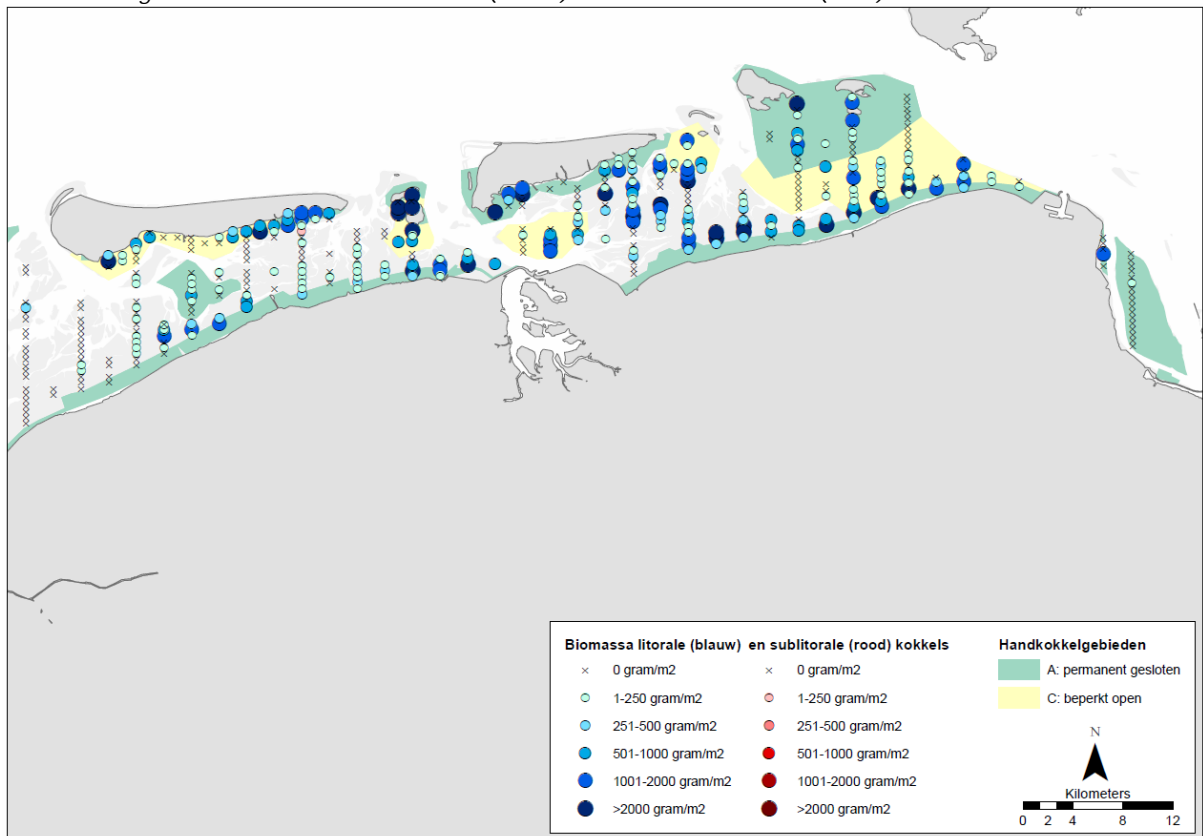 Biomassa litorale (blauw) en sublitorale (rood) kokkels
0 gram/m2
1-250 gram/m2
251-500 gram/m2
501-1000 gram/m2
1001-2000 gram/m2
>2000 gram/m2
0 gram/m2
1-250 gram/m2
251-500 gram/m2
501-1000 gram/m2
1001-2000 gram/m2
>2000 gram/m2
Handkokkelgebieden
A: permanent gesloten
C: beperkt open
N
Kilometers
0 2 4 8 12